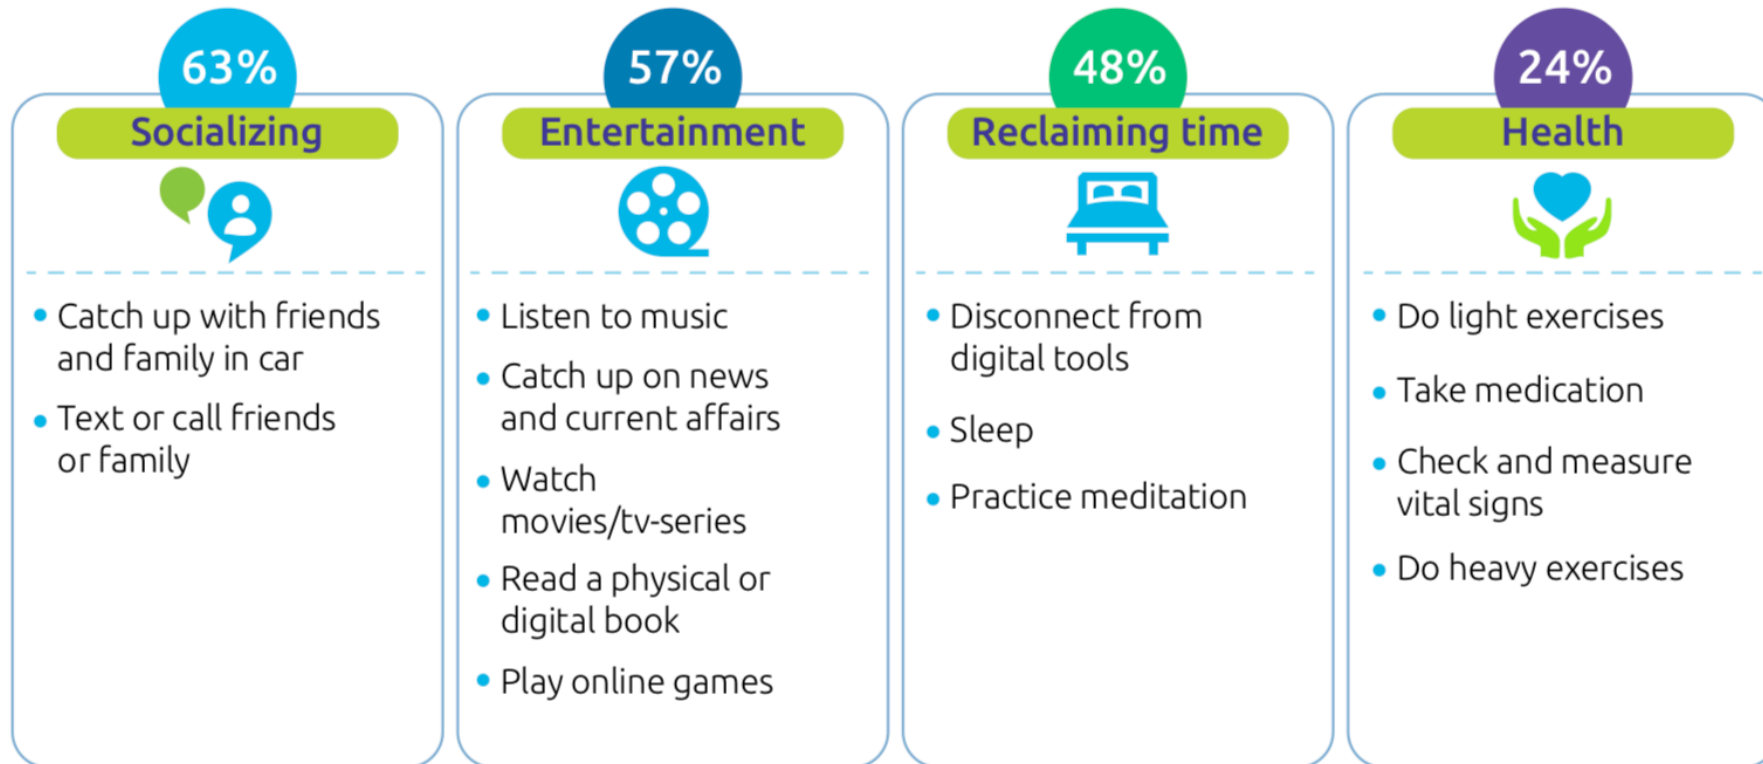 63%
Socializing
• Catch up with friends
and family in car
• Text or call friends
or family
57%
Entertainment
• Listen to music
• Catch up on news
and current affairs
• Watch
movies/tv-series
• Read a physical or
digital book
• Play online games
48%
Reclaiming time
• Disconnect from
digital tools
• Sleep
• Practice meditation
24%
Health
• Do light exercises
• Take medication
• Check and measure
vital signs
• Do heavy exercises